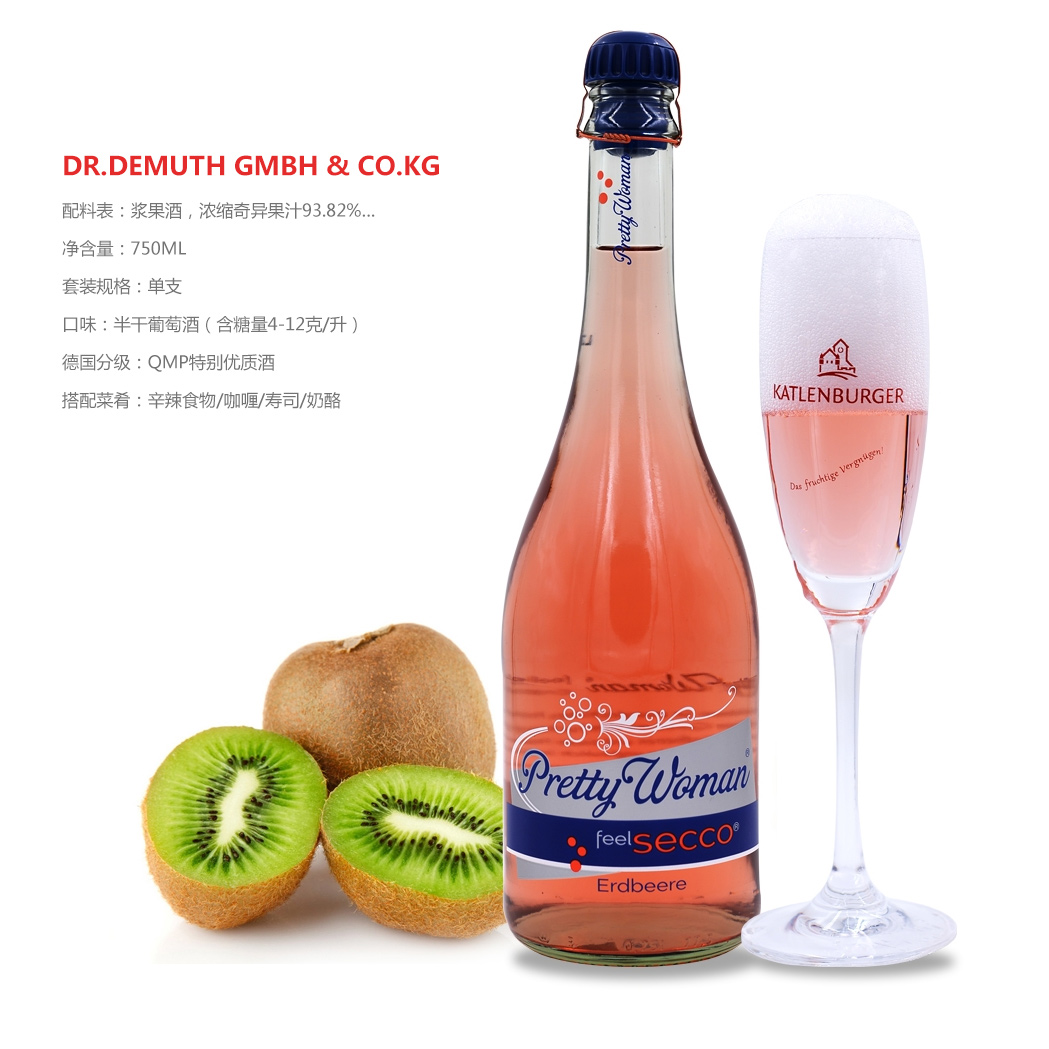 DR.DEMUTH GMBH & CO.KG
配料表：浆果酒，浓缩奇异果汁93.82%...
净含量：750ML
套装规格：单支
口味：半干葡萄酒（含糖量4-12克/升）
德国分级：QMP特别优质酒
搭配菜肴：辛辣食物/咖喱/寿司/奶酪
Pretty Woman
KATLENBURGER
Das fruchtige Vergnügen!
Woman
Pretty Woman®
feelsecco®
Erdbeere